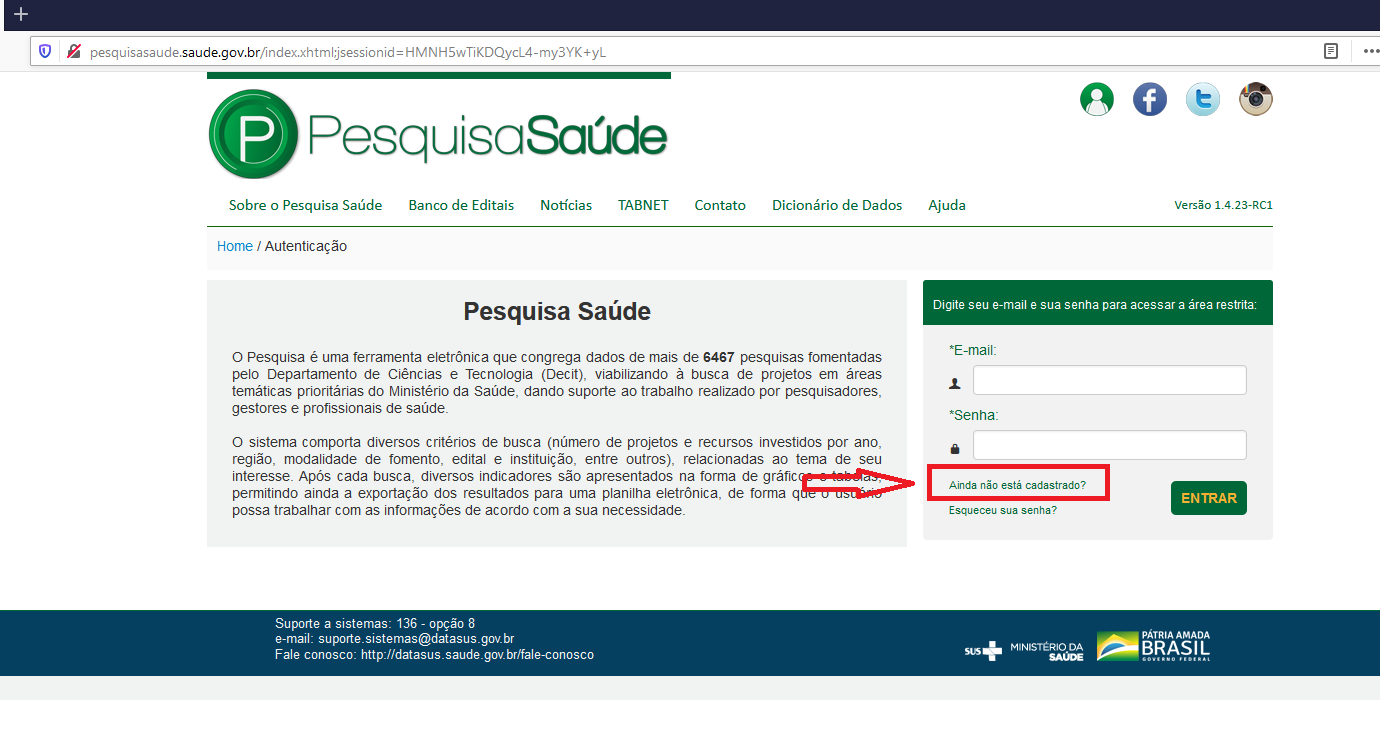 pesquisasaude.saude.gov.br/index.xhtml;jsessionid=HMNH5wTiKDQycL4-my3YK+yL
P PesquisaSaúde
Sobre o Pesquisa Saúde Banco de Editais Notícias TABNET Contato Dicionário de Dados Ajuda Versão 1.4.23-RC1
Home / Autenticação
Pesquisa Saúde
O Pesquisa é uma ferramenta eletrônica que congrega dados de mais de 6467 pesquisas fomentadas
pelo Departamento de Ciências e Tecnologia (Decit), viabilizando à busca de projetos em áreas
temáticas prioritárias do Ministério da Saúde, dando suporte ao trabalho realizado por pesquisadores,
gestores e profissionais de saúde.
O sistema comporta diversos critérios de busca (número de projetos e recursos investidos por ano,
região, modalidade de fomento, edital e instituição, entre outros), relacionadas ao tema de seu
interesse. Após cada busca, diversos indicadores são apresentados na forma de gráficos e tabelas,
permitindo ainda a exportação dos resultados para uma planilha eletrônica, de forma que o usuário
possa trabalhar com as informações de acordo com a sua necessidade.
Digite seu e-mail e sua senha para acessar a área restrita:
*E-mail:
*Senha:
Ainda não está cadastrado?
Esqueceu sua senha?
ENTRAR
Suporte a sistemas: 136 - opção 8
e-mail: suporte.sistemas@datasus.gov.br
Fale conosco: http://datasus.saude.gov.br/fale-conosco
SUS
MINISTÉRIO DA
SAÚDE
PÁTRIA AMADA
BRASIL
GOVERNO FEDERAL